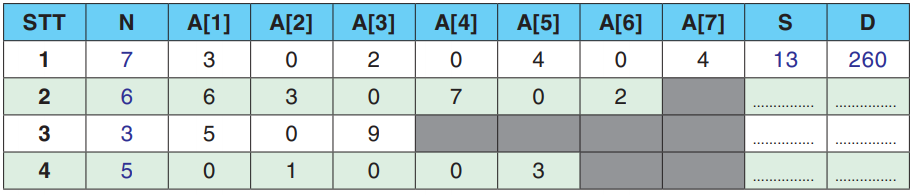 STT N A[1] A[2] A[3] A[4] A[5] A[6] A[7] S D
1 7 3 0 2 0 4 0 4 13 260
2 6 6 3 0 7 0 2 ............... ...............
3 3 5 0 9 ............... ...............
4 5 0 1 0 0 3 ............... ...............